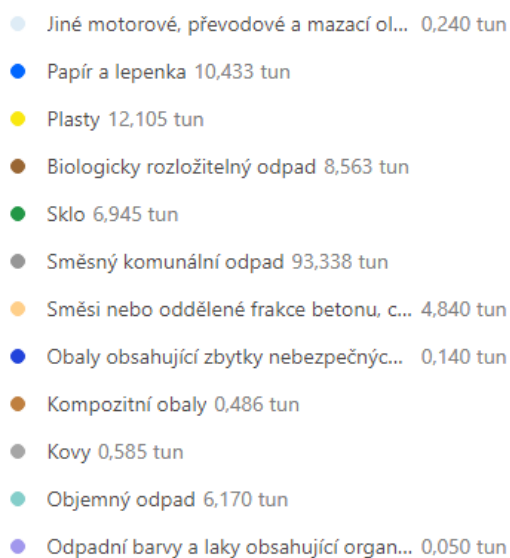 Jiné motorové, převodové a mazací ol... 0,240 tun
Papír a lepenka 10,433 tun
Plasty 12,105 tun
Biologicky rozložitelný odpad 8,563 tun
Sklo 6,945 tun
Směsný komunální odpad 93,338 tun
Směsi nebo oddělené frakce betonu, c... 4,840 tun
Obaly obsahující zbytky nebezpečnýc... 0,140 tun
Kompozitní obaly 0,486 tun
Kovy 0,585 tun
Objemný odpad 6,170 tun
Odpadní barvy a laky obsahující organ... 0,050 tun